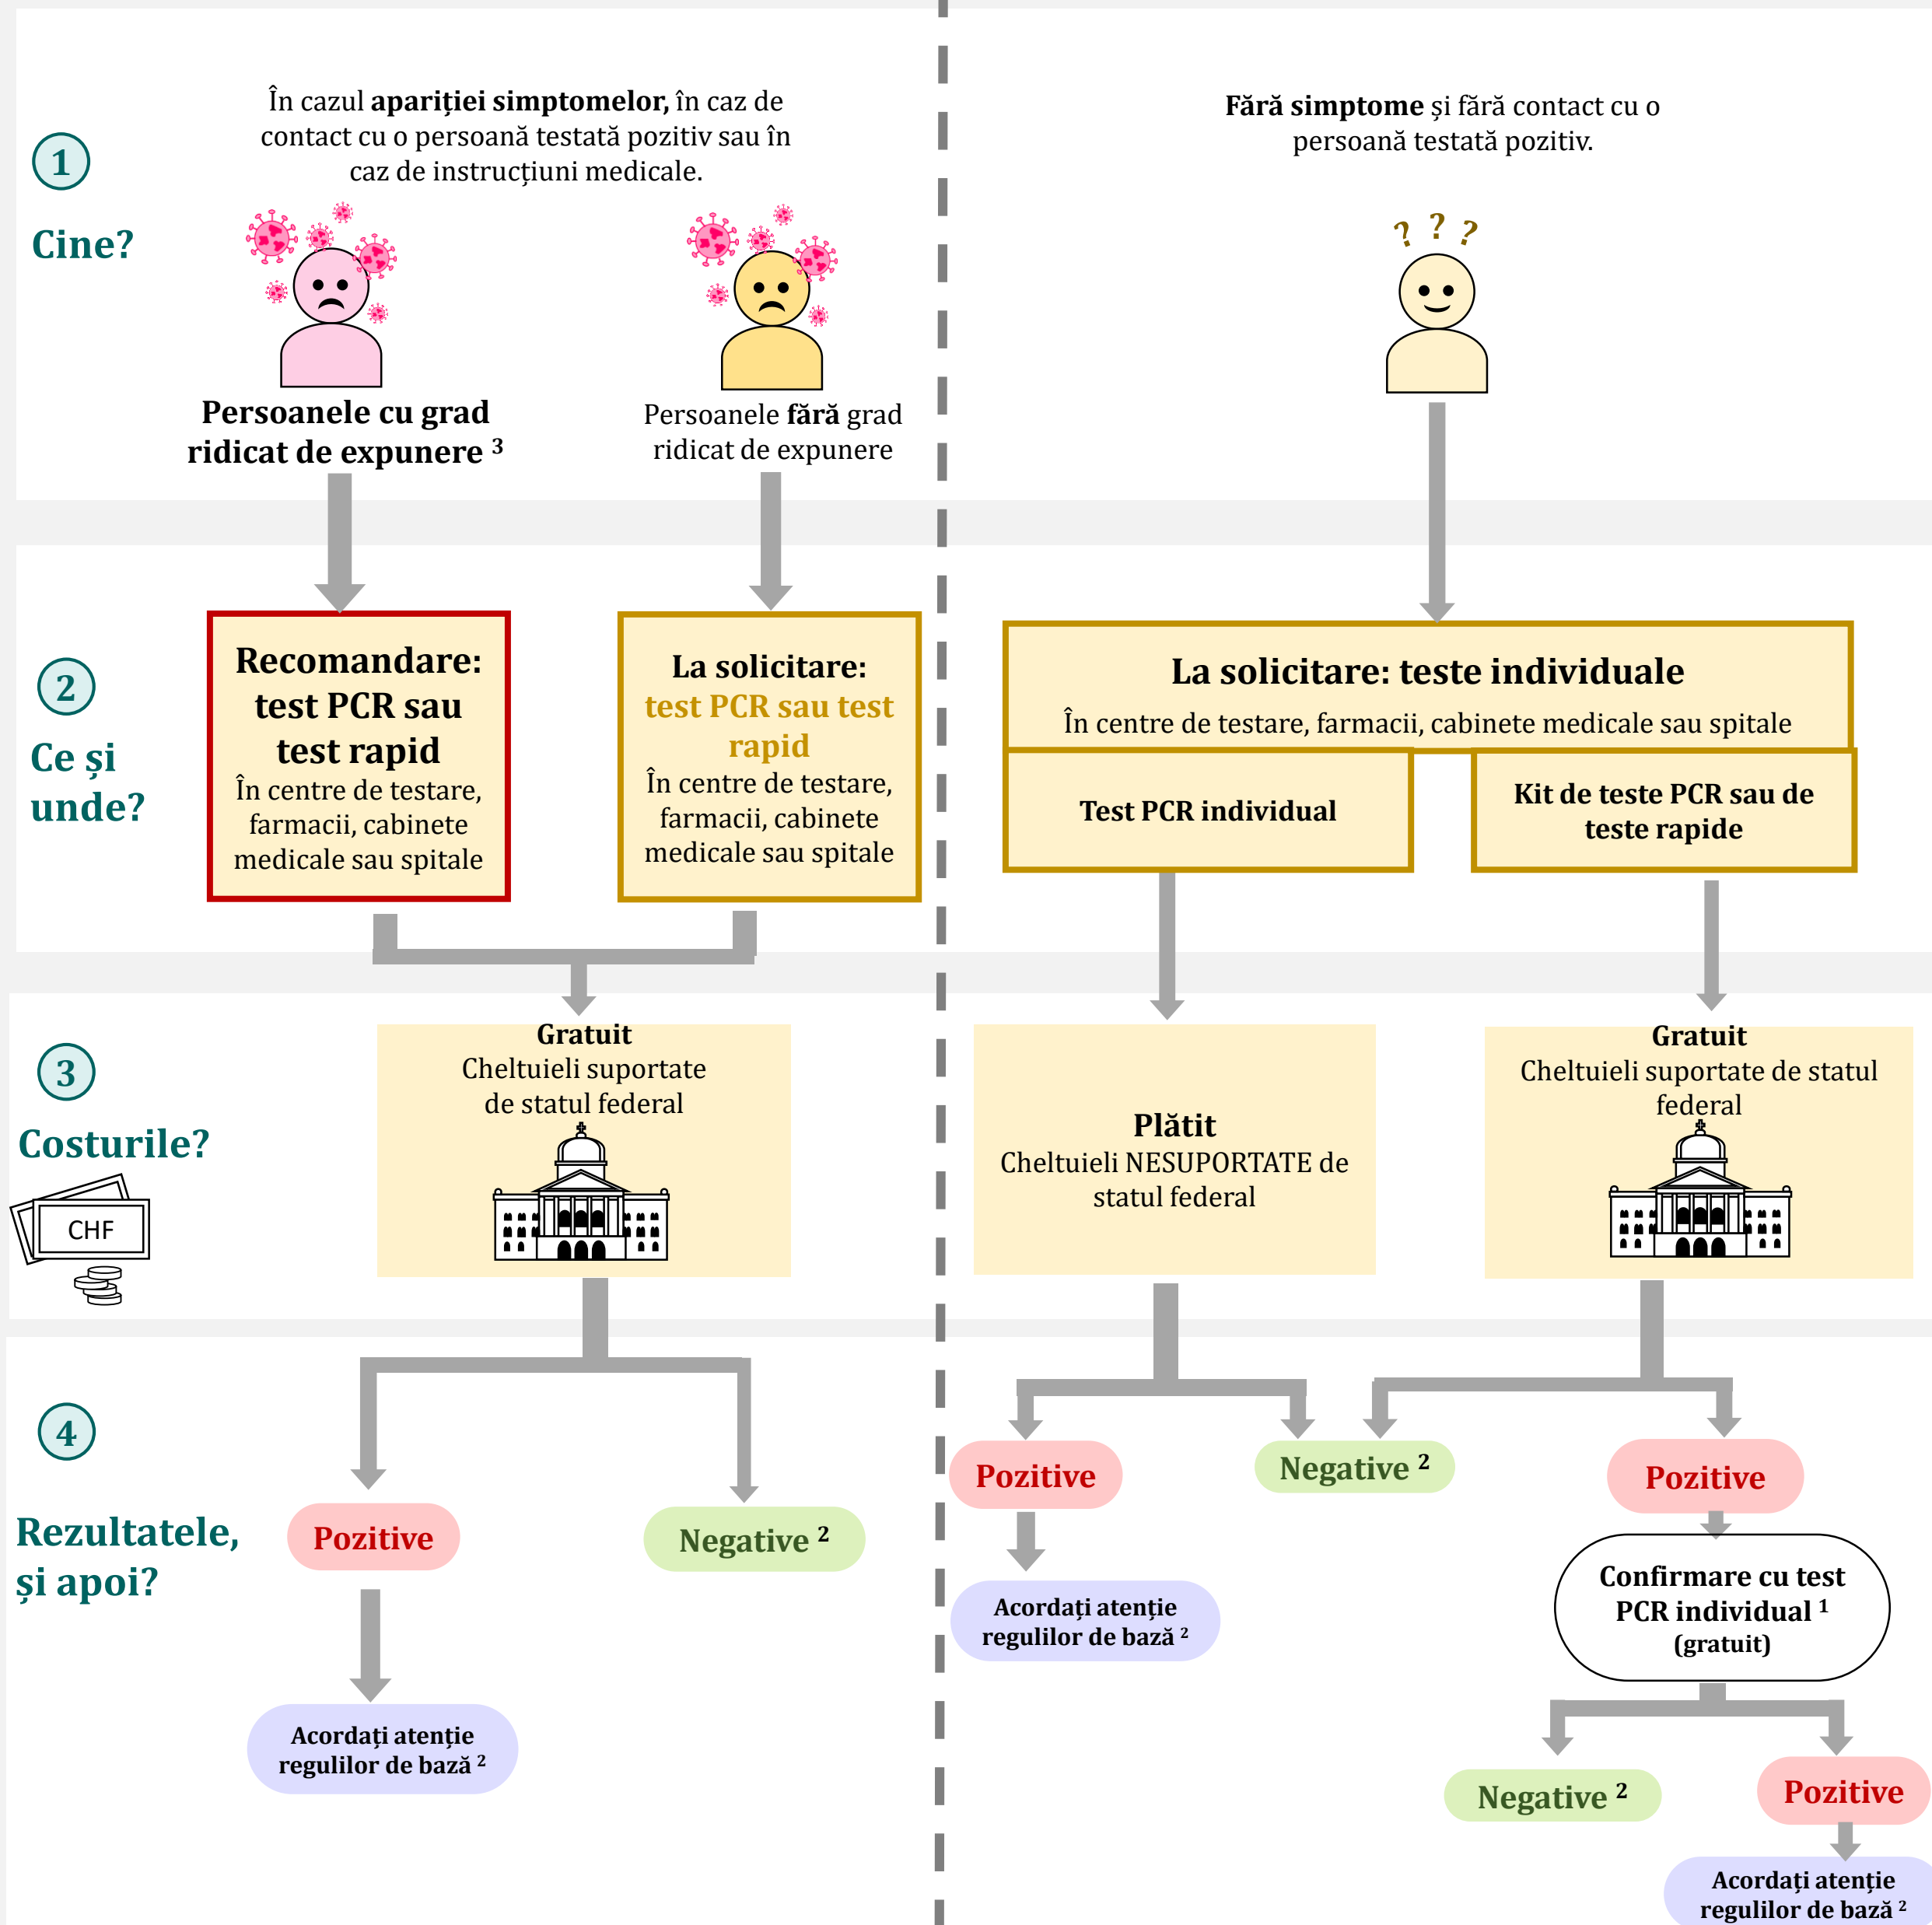 În cazul apariției simptomelor, în caz de
contact cu o persoană testată pozitiv sau în
caz de instrucțiuni medicale.
Fără simptome și fără contact cu o
persoană testată pozitiv.
1
Cine?
? ? ?
Persoanele cu grad
ridicat de expunere ³
Persoanele fără grad
ridicat de expunere
2
Ce și
unde?
Recomandare:
test PCR sau
test rapid
În centre de testare,
farmacii, cabinete
medicale sau spitale
La solicitare:
test PCR sau test
rapid
În centre de testare,
farmacii, cabinete
medicale sau spitale
La solicitare: teste individuale
În centre de testare, farmacii, cabinete medicale sau spitale
Test PCR individual
Kit de teste PCR sau de
teste rapide
3
Costurile?
CHF
Gratuit
Cheltuieli suportate
de statul federal
Plătit
Cheltuieli NESUPORTATE de
statul federal
Gratuit
Cheltuieli suportate de statul
federal
4
Rezultatele,
și apoi?
Pozitive
Negative ²
Acordați atenție
regulilor de bază ²
Pozitive
Negative ²
Pozitive
Acordați atenție
regulilor de bază ²
Confirmare cu test
PCR individual ¹
(gratuit)
Negative ²
Pozitive
Acordați atenție
regulilor de bază ²